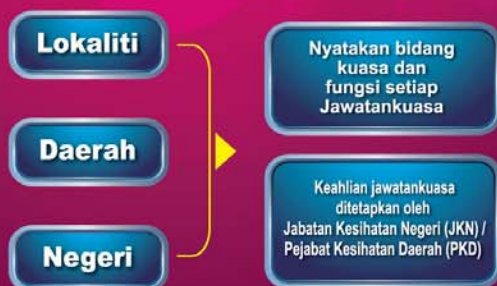 Lokaliti
Daerah
Negeri
Nyatakan bidang
kuasa dan
fungsi setiap
Jawatankuasa
Keahlian jawatankuasa
ditetapkan oleh
Jabatan Kesihatan Negeri (JKN) /
Pejabat Kesihatan Daerah (PKD)